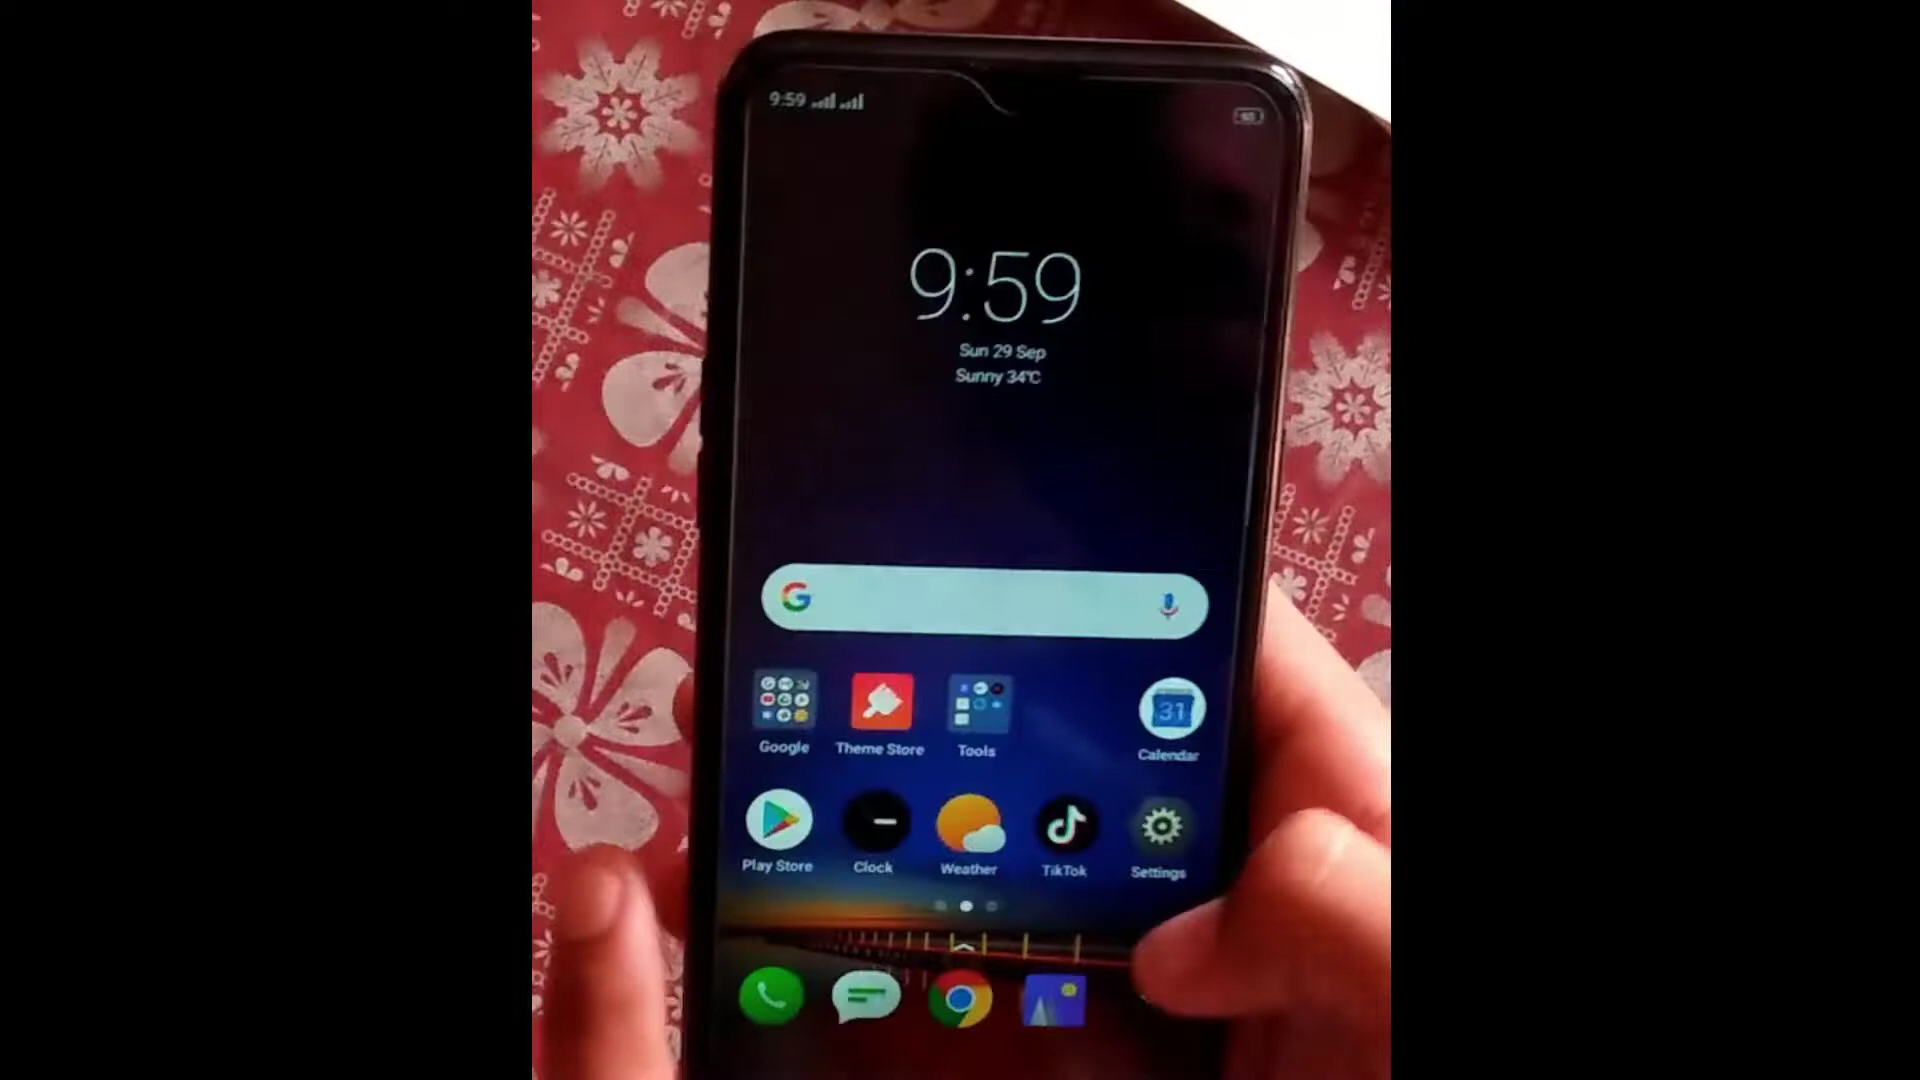 9:59
9:59
Sun 29 Sep
Sunny 34°C
G
Google
Theme Store
Tools
31
Calendar
Play Store
Clock
Weather
TikTok
Settings